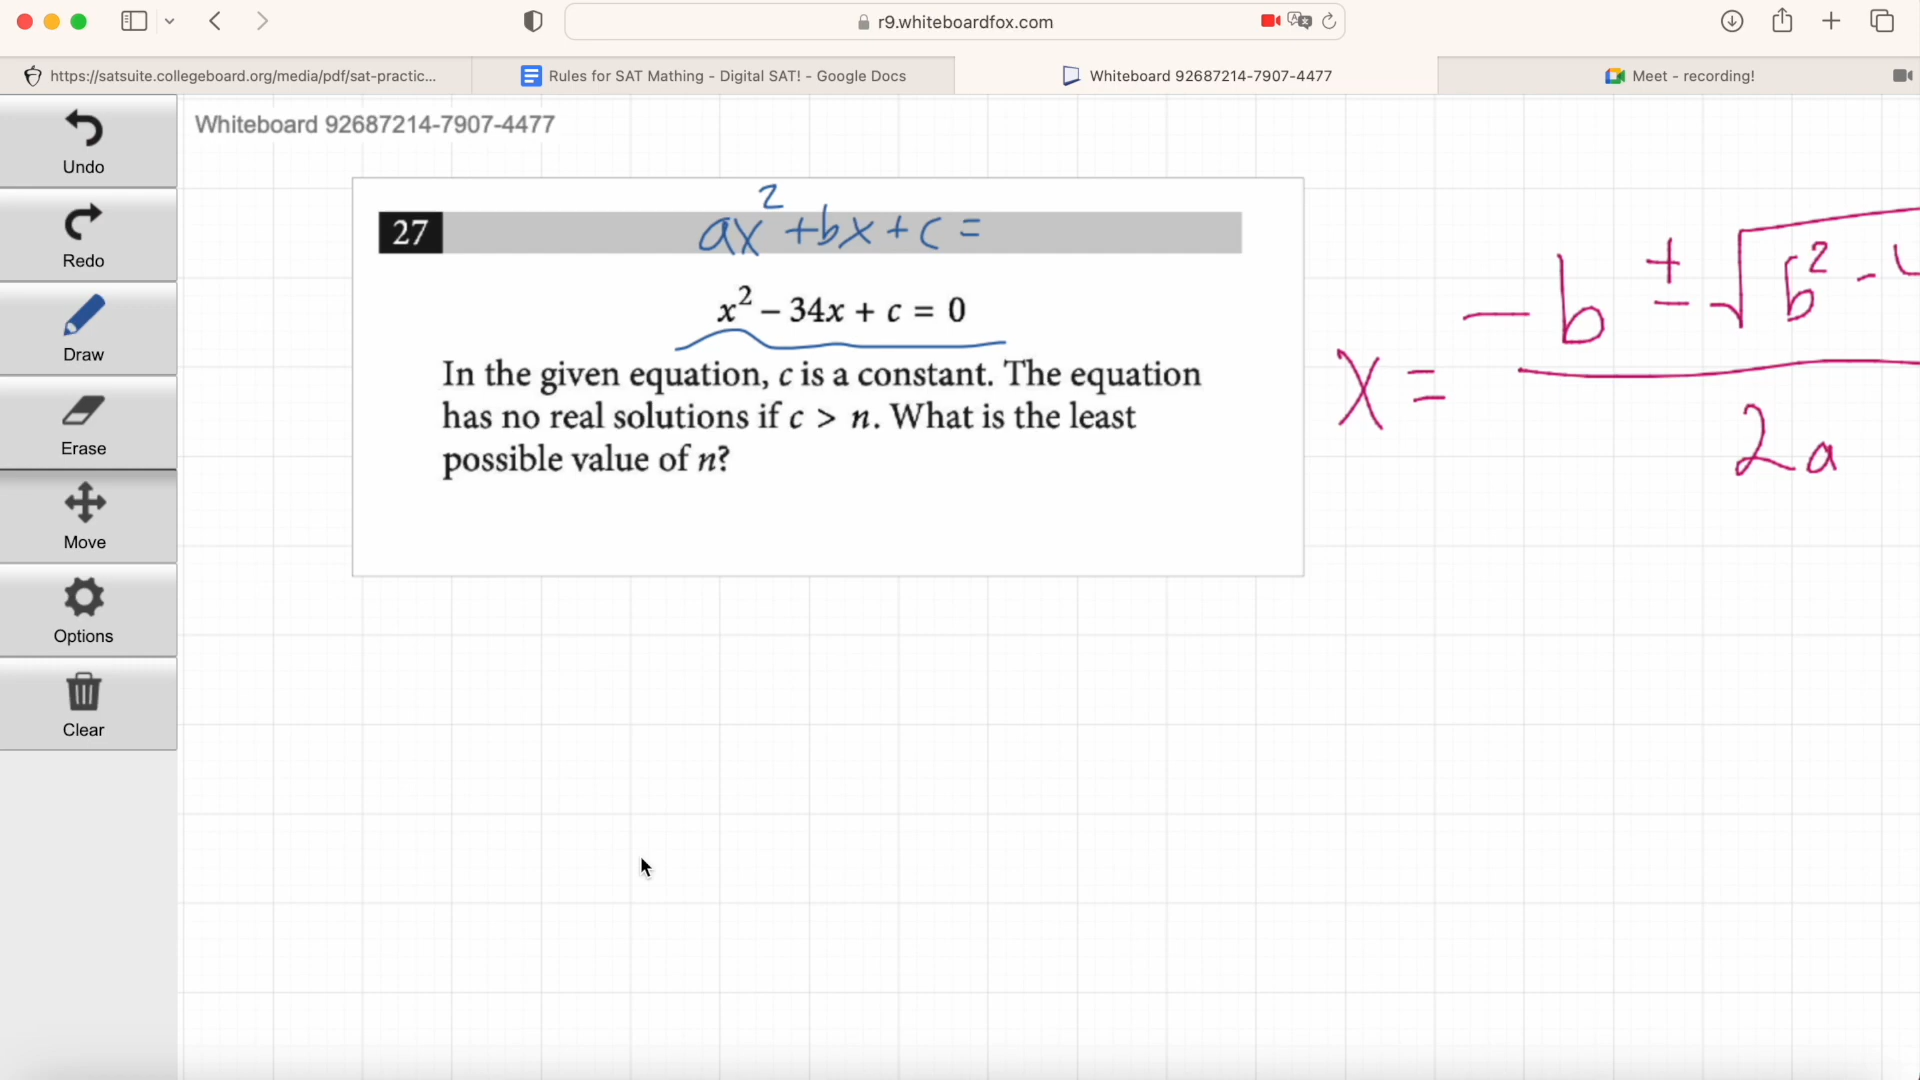 r9.whiteboardfox.com
https://satsuite.collegeboard.org/media/pdf/sat-practic...
Rules for SAT Mathing - Digital SAT! - Google Docs
Whiteboard 92687214-7907-4477
Meet - recording!
Undo
Redo
Draw
Erase
Move
Options
Clear
Whiteboard 92687214-7907-4477
27
ax² + bx + c =
x² – 34x + c = 0
In the given equation, c is a constant. The equation
has no real solutions if c > n. What is the least
possible value of n?
x = −b ± √b² −
2a